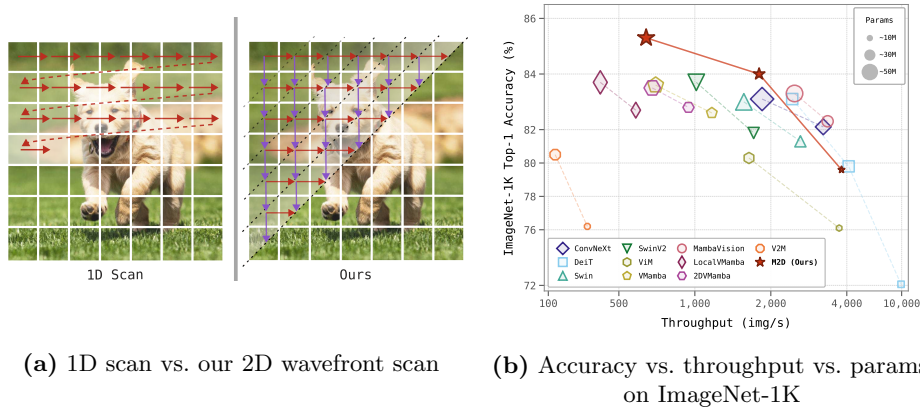 1D Scan
Ours
(a) 1D scan vs. our 2D wavefront scan
ImageNet-1K Top-1 Accuracy (%)
86
84
82
80
76
72
Params
~10M
~30M
~50M
ConvNeXt
DeiT
Swin
SwinV2
ViM
VMamba
MambaVision
LocalVMamba
2DVMamba
V2M
M2D (Ours)
100
500
1,000
2,000
4,000
10,000
Throughput (img/s)
(b) Accuracy vs. throughput vs. params
on ImageNet-1K